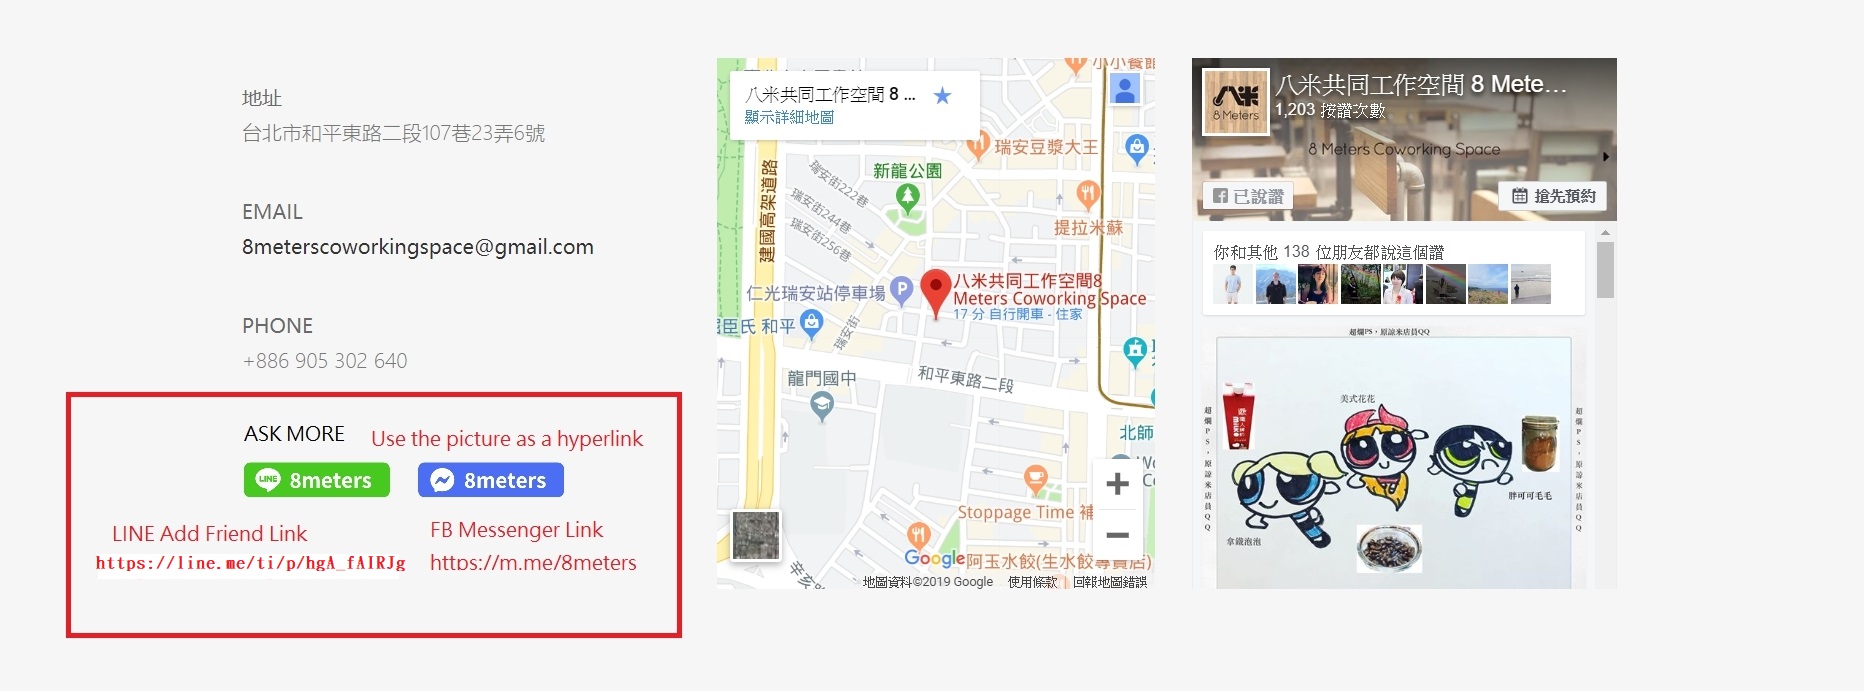 地址
台北市和平東路二段107巷23弄6號
EMAIL
8meterscoworkingspace@gmail.com
PHONE
+886 905 302 640
ASK MORE
Use the picture as a hyperlink
LINE
8meters
8meters
LINE Add Friend Link
https://line.me/ti/p/hgA_fAIRJg
FB Messenger Link
https://m.me/8meters
八米共同工作空間 8 ...
顯示詳細地圖
小小餐館
瑞安豆漿大王
建國高架道路
新龍公園
瑞安街222巷
瑞安街244巷
瑞安街256巷
提拉米蘇
仁光瑞安站停車場
P
八米共同工作空間8
Meters Coworking Space
17 分 自行開車 - 住家
屈臣氏 和平
瑞安街
龍門國中
和平東路二段
北師
Stoppage Time 補
辛亥
Google
阿玉水餃(生水餃專賣店)
地圖資料©2019 Google
使用條款
回報地圖錯誤
八米
8 Meters
八米共同工作空間 8 Mete...
1,203 按讚次數
8 Meters Coworking Space
已說讚
搶先預約
你和其他 138 位朋友都說這個讚
超爛PS，原諒米店員QQ
超爛PS，原諒米店員QQ
超爛PS，原諒米店員QQ
美式花花
胖可可毛毛
拿鐵泡泡